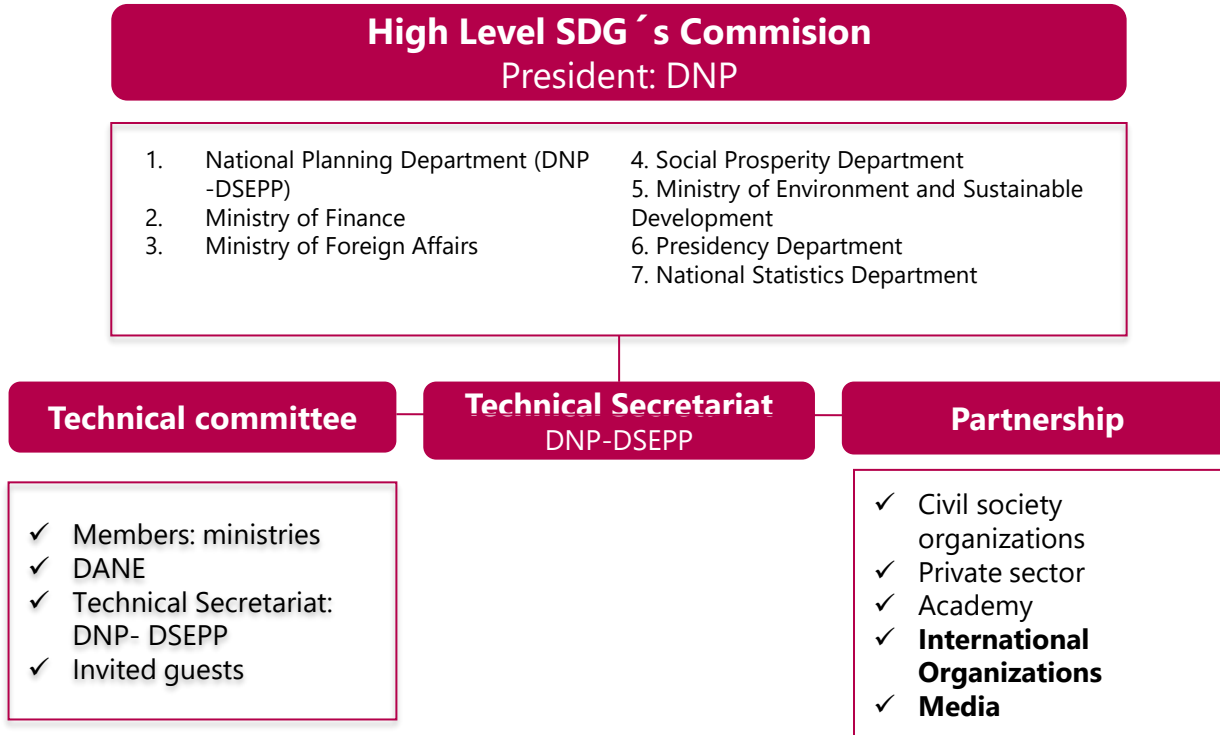 High Level SDG´s Commision
President: DNP
1. National Planning Department (DNP
-DSEPP)
2. Ministry of Finance
3. Ministry of Foreign Affairs
4. Social Prosperity Department
5. Ministry of Environment and Sustainable
Development
6. Presidency Department
7. National Statistics Department
Technical committee
Technical Secretariat
DNP-DSEPP
Partnership
✓ Members: ministries
✓ DANE
✓ Technical Secretariat:
DNP- DSEPP
✓ Invited guests
✓ Civil society
organizations
✓ Private sector
✓ Academy
✓ International
Organizations
✓ Media